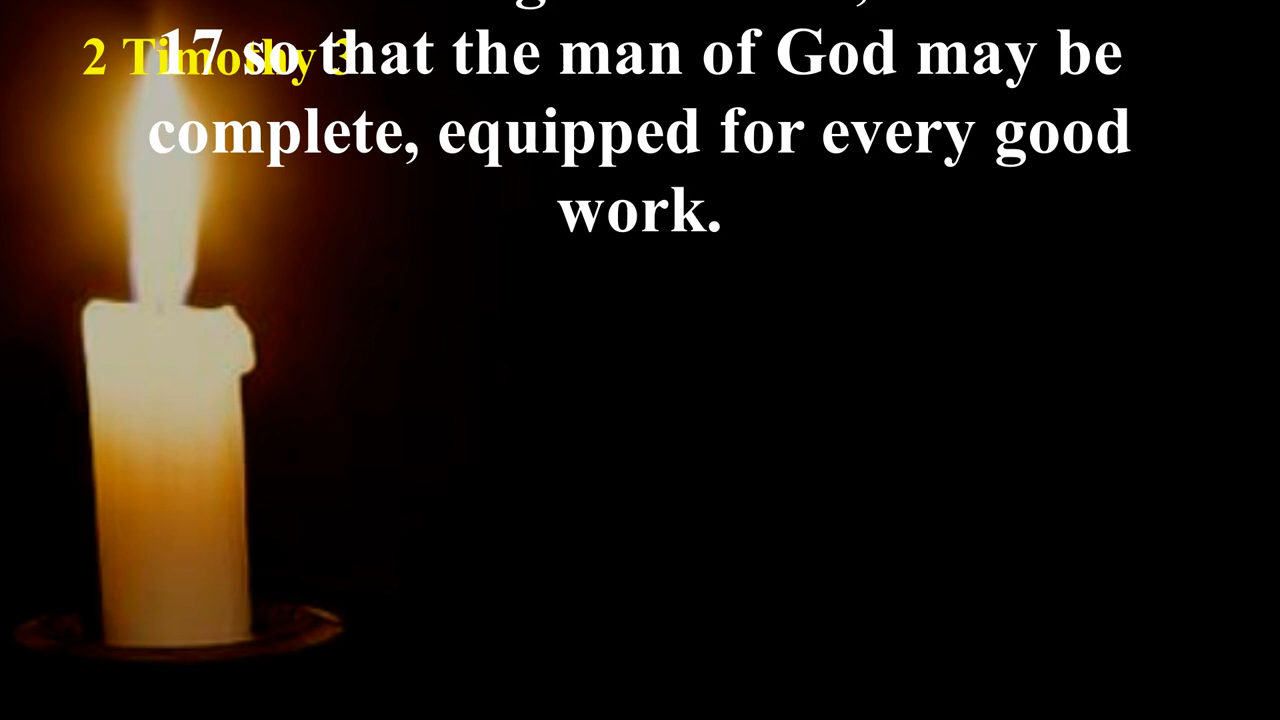 2 Timothy 3
17 so that the man of God may be
complete, equipped for every good
work.